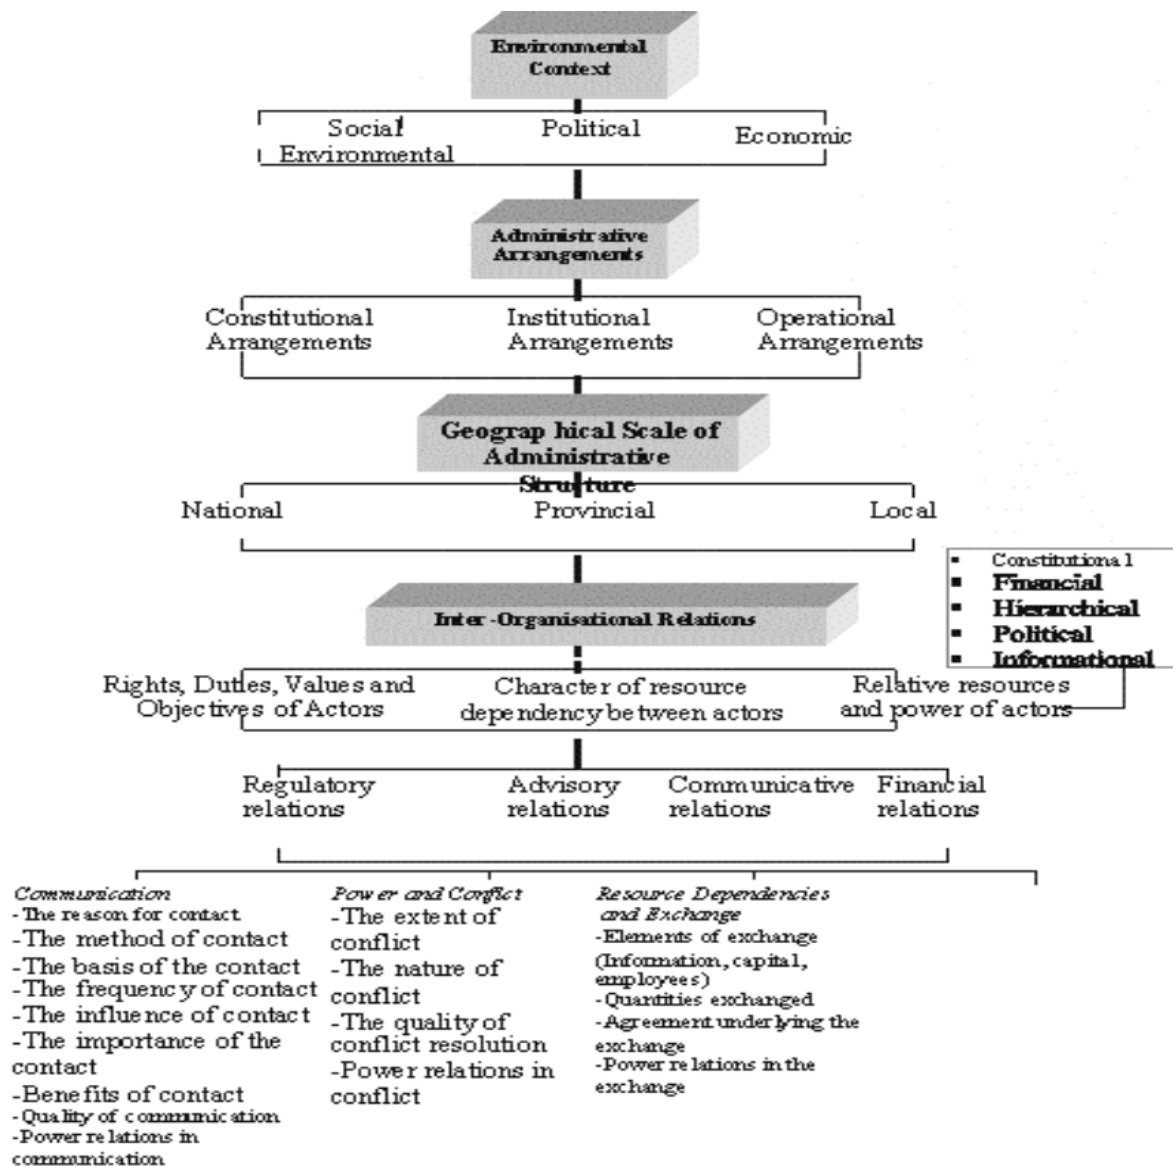 Environmental
Context
Social
Environmental
Political
Economic
Administrative
Arrangements
Constitutional
Arrangements
Institutional
Arrangements
Operational
Arrangements
Geograp hical Scale of
Administrative
Structure
National
Provincial
Local
▪ Constitutional
▪ Financial
▪ Hierarchical
▪ Political
▪ Informational
Inter -Organisational Relations
Rights, Duties, Values and
Objectives of Actors
Character of resource
dependency between actors
Relative resources
and power of actors
Regulatory
relations
Advisory
relations
Communicative
relations
Financial
relations
Communication
-The reason for contact
-The method of contact
-The basis of the contact
-The frequency of contact
-The influence of contact
-The importance of the
contact
-Benefits of contact
-Quality of communication
-Power relations in
communication
Power and Conflict
-The extent of
conflict
-The nature of
conflict
-The quality of
conflict resolution
-Power relations in
conflict
Resource Dependencies
and Exchange
-Elements of exchange
(Information, capital,
employees)
-Quantities exchanged
-Agreement underlying the
exchange
-Power relations in the
exchange